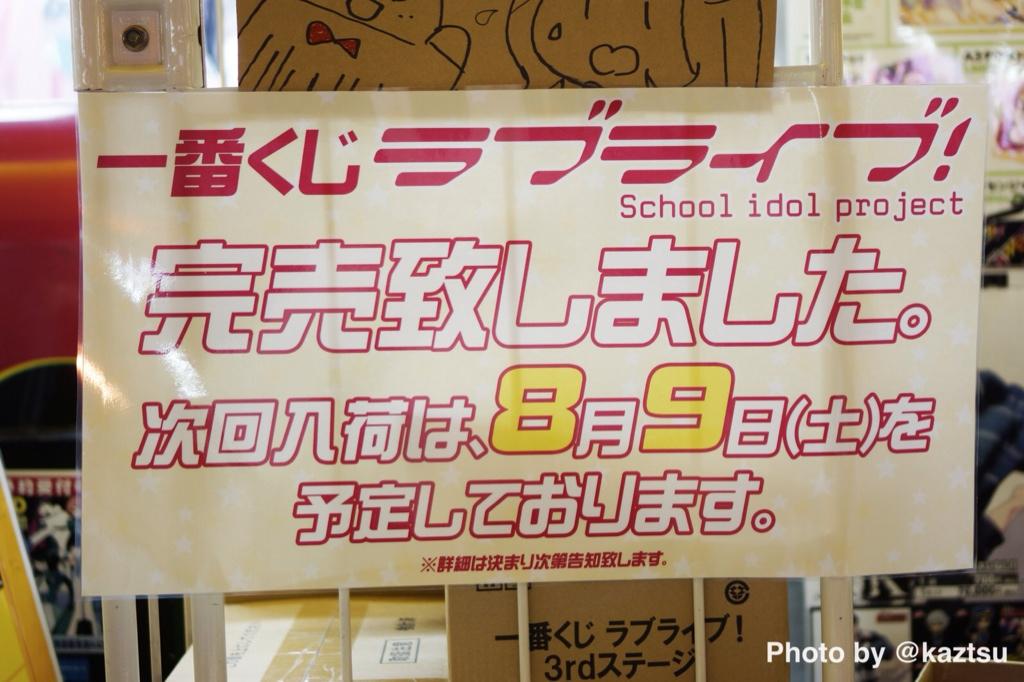 一番くじ ラブライブ!
School idol project
完売致しました。
次回入荷は、8月9日(土)を
予定しております。
※詳細は決まり次第告知致します。
一番くじ ラブライブ!
3rdステージ
Photo by @kaztsu